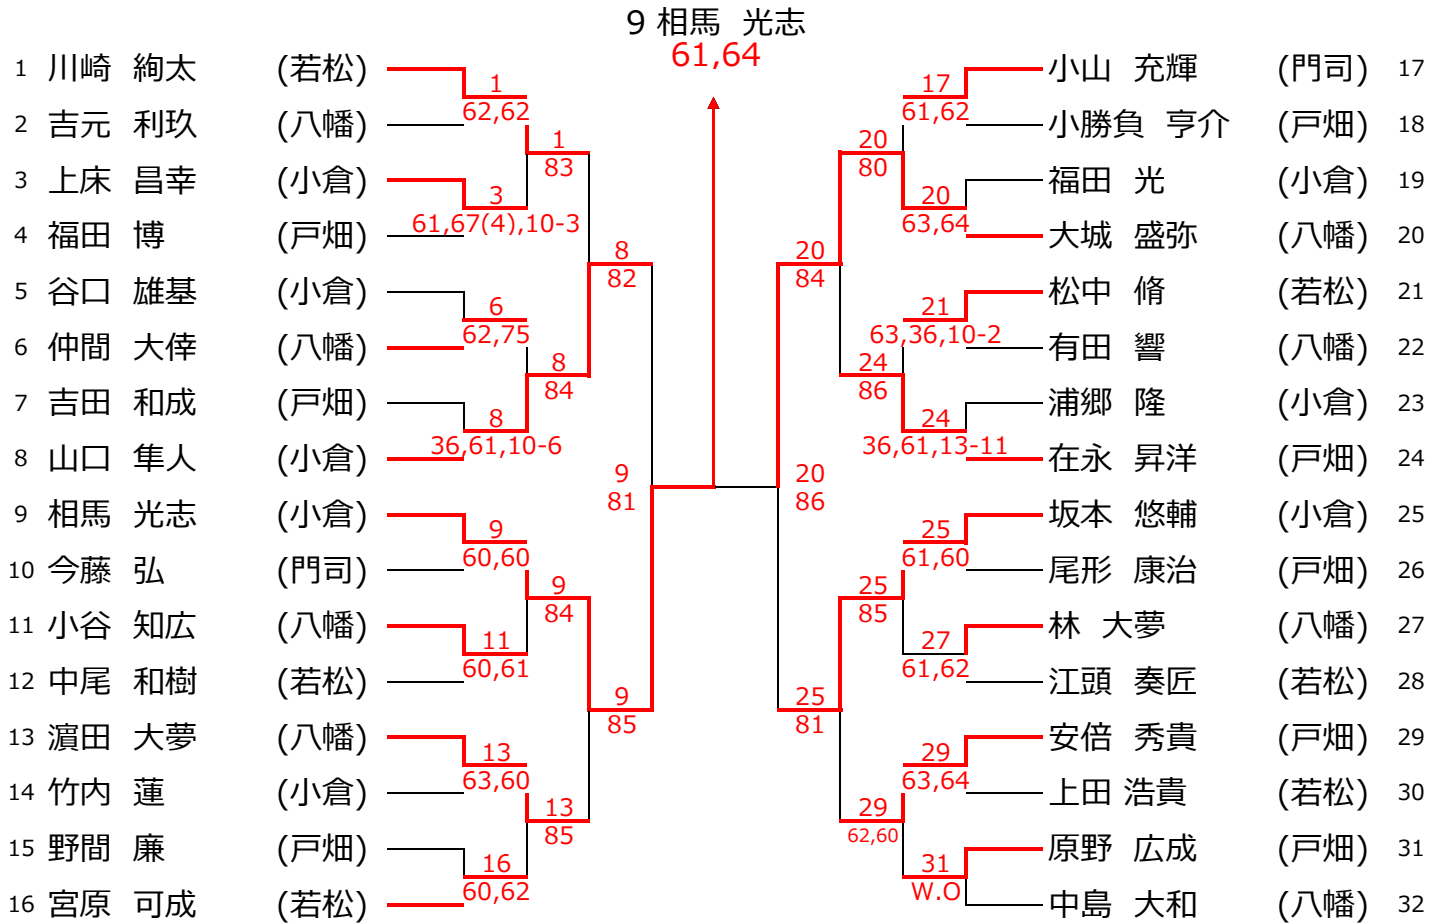 9 相馬 光志
61,64
1 川崎 絢太 (若松)
2 吉元 利玖 (八幡)
3 上床 昌幸 (小倉)
4 福田 博 (戸畑)
5 谷口 雄基 (小倉)
6 仲間 大倖 (八幡)
7 吉田 和成 (戸畑)
8 山口 隼人 (小倉)
9 相馬 光志 (小倉)
10 今藤 弘 (門司)
11 小谷 知広 (八幡)
12 中尾 和樹 (若松)
13 濵田 大夢 (八幡)
14 竹内 蓮 (小倉)
15 野間 廉 (戸畑)
16 宮原 可成 (若松)
1
62,62
3
61,67(4),10-3
6
62,75
8
36,61,10-6
9
60,60
11
60,61
13
63,60
16
60,62
1
83
8
84
9
84
13
85
8
82
9
85
9
81
20
86
20
84
25
81
20
80
24
86
25
85
29
62,60
17
61,62
20
63,64
21
63,36,10-2
24
36,61,13-11
25
61,60
27
61,62
29
63,64
31
W.O
小山 充輝 (門司) 17
小勝負 亨介 (戸畑) 18
福田 光 (小倉) 19
大城 盛弥 (八幡) 20
松中 脩 (若松) 21
有田 響 (八幡) 22
浦郷 隆 (小倉) 23
在永 昇洋 (戸畑) 24
坂本 悠輔 (小倉) 25
尾形 康治 (戸畑) 26
林 大夢 (八幡) 27
江頭 奏匠 (若松) 28
安倍 秀貴 (戸畑) 29
上田 浩貴 (若松) 30
原野 広成 (戸畑) 31
中島 大和 (八幡) 32